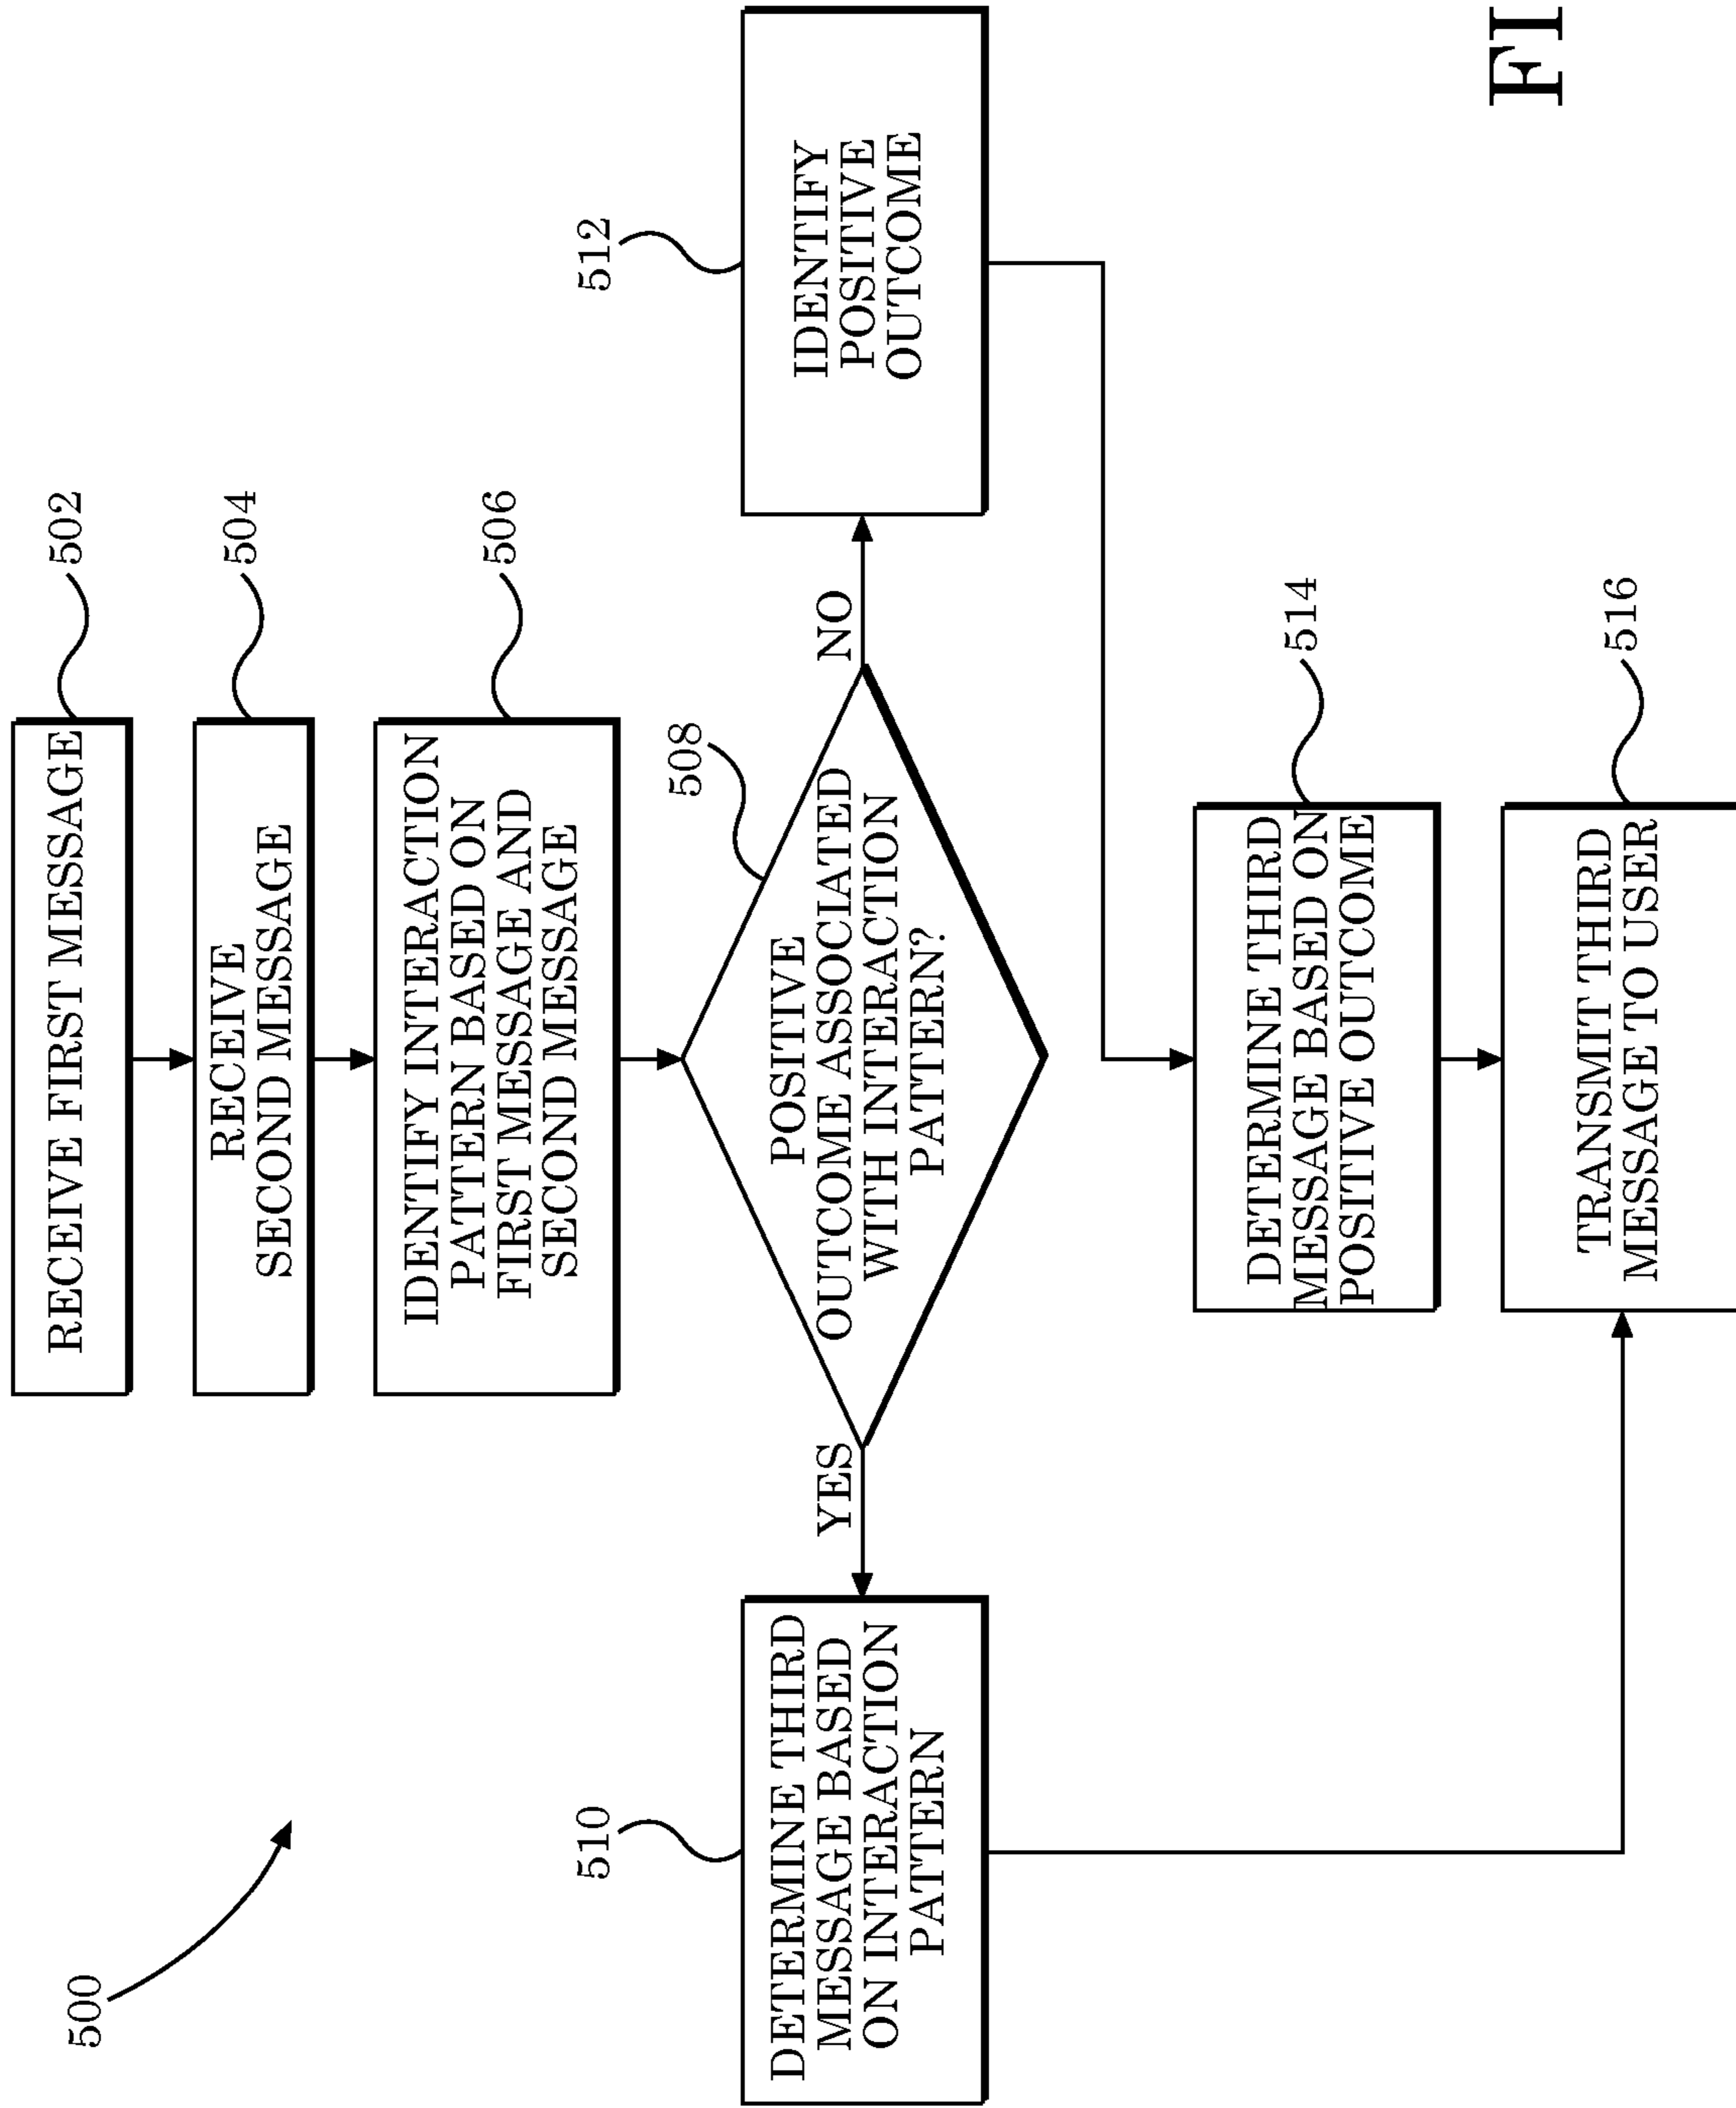 500
RECEIVE FIRST MESSAGE
502
RECEIVE
SECOND MESSAGE
504
IDENTIFY INTERACTION
PATTERN BASED ON
FIRST MESSAGE AND
SECOND MESSAGE
506
508
POSITIVE
OUTCOME ASSOCIATED
WITH INTERACTION
PATTERN?
YES
NO
510
DETERMINE THIRD
MESSAGE BASED
ON INTERACTION
PATTERN
512
IDENTIFY
POSITIVE
OUTCOME
DETERMINE THIRD
MESSAGE BASED ON
POSITIVE OUTCOME
514
TRANSMIT THIRD
MESSAGE TO USER
516
FI